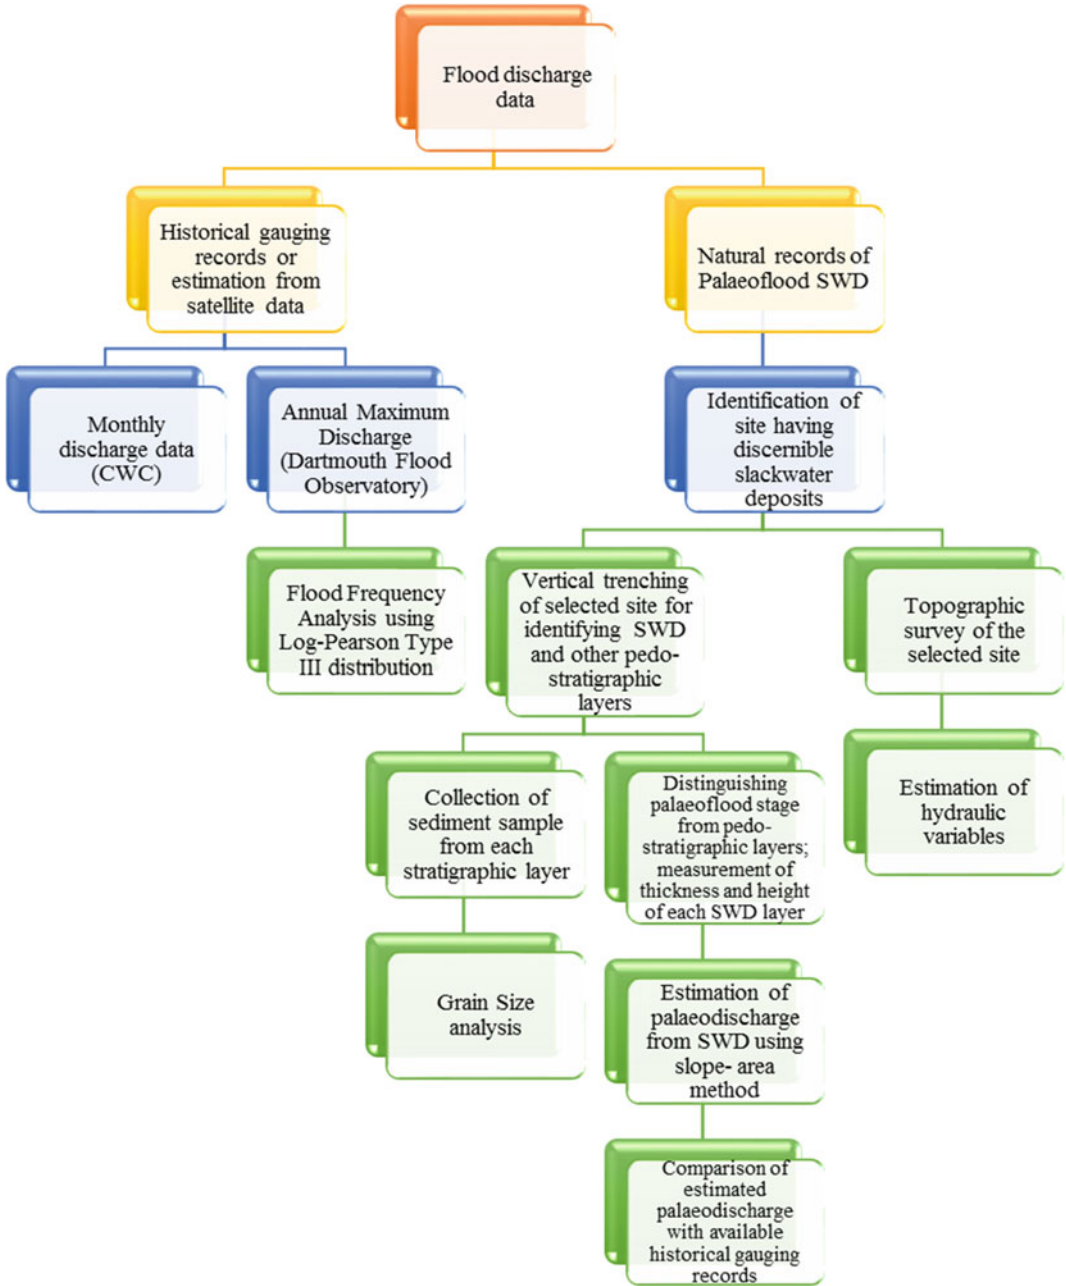 Flood discharge
data
Historical gauging
records or
estimation from
satellite data
Natural records of
Palaeoflood SWD
Monthly
discharge data
(CWC)
Annual Maximum
Discharge
(Dartmouth Flood
Observatory)
Identification of
site having
discernible
slackwater
deposits
Flood Frequency
Analysis using
Log-Pearson Type
III distribution
Vertical trenching
of selected site for
identifying SWD
and other pedo-
stratigraphic
layers
Topographic
survey of the
selected site
Collection of
sediment sample
from each
stratigraphic layer
Distinguishing
palaeoflood stage
from pedo-
stratigraphic layers;
measurement of
thickness and height
of each SWD layer
Estimation of
hydraulic
variables
Grain Size
analysis
Estimation of
palaeodischarge
from SWD using
slope- area
method
Comparison of
estimated
palaeodischarge
with available
historical gauging
records